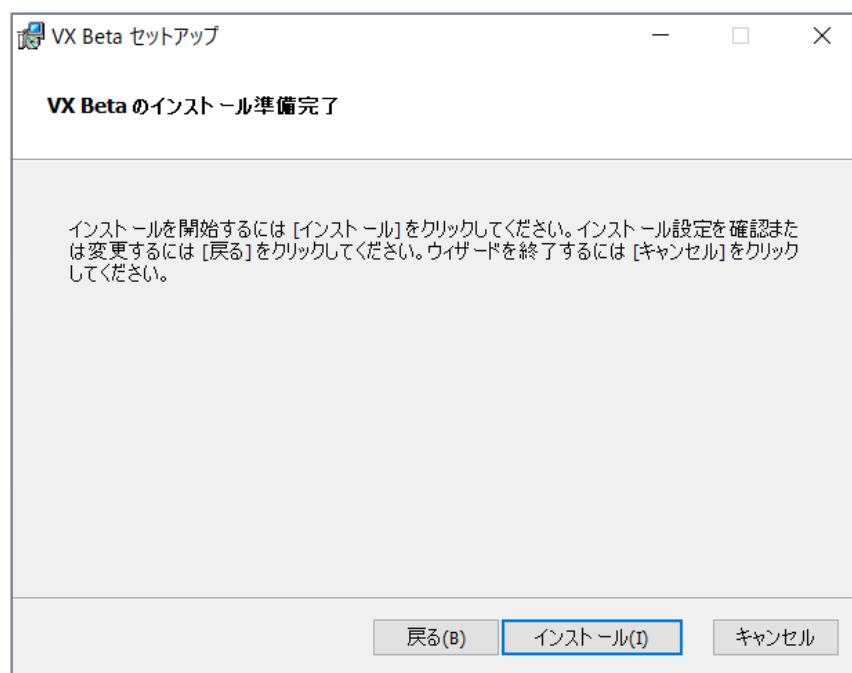 VX Beta セットアップ
VX Beta のインストール準備完了
インストールを開始するには [インストール] をクリックしてください。インストール設定を確認また
は変更するには [戻る] をクリックしてください。ウィザードを終了するには [キャンセル] をクリック
してください。
戻る(B) インストール(I) キャンセル